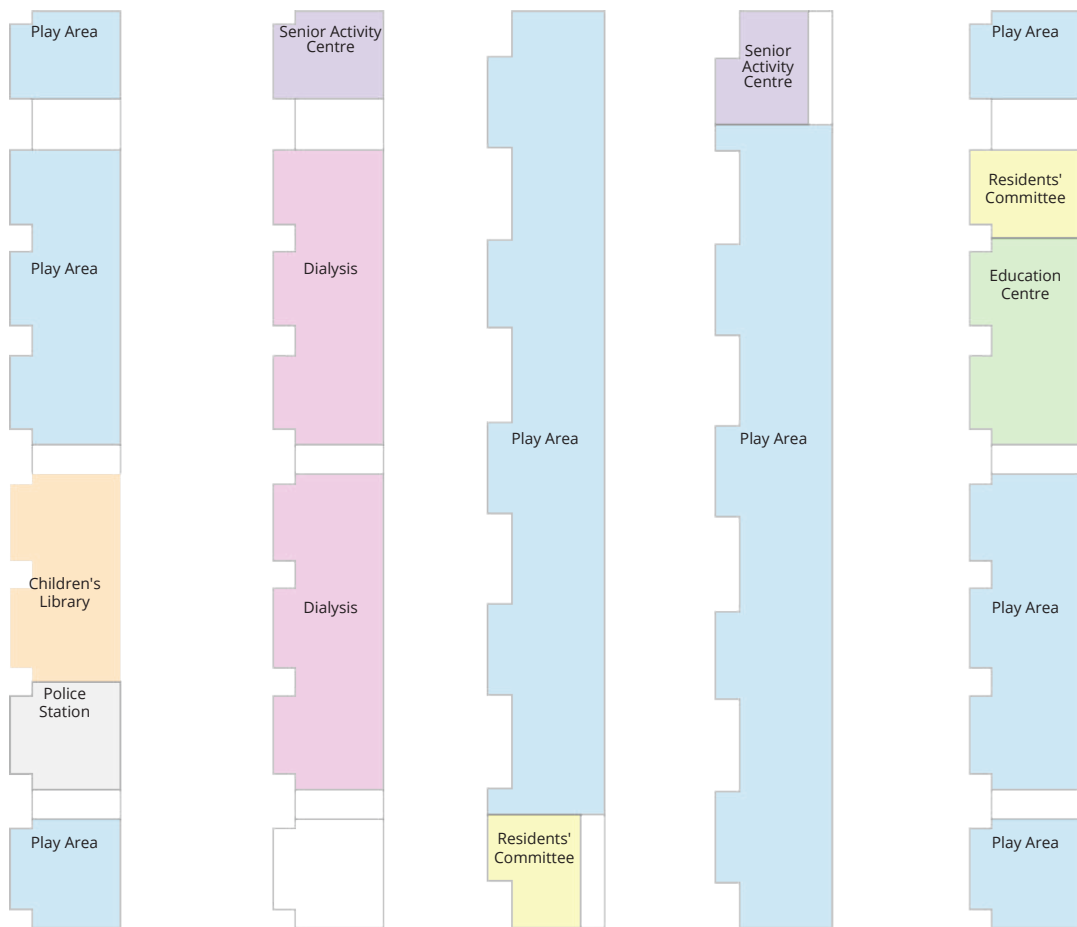 Play Area
Play Area
Children's
Library
Police
Station
Play Area
Senior Activity
Centre
Dialysis
Dialysis
Play Area
Residents'
Committee
Senior
Activity
Centre
Play Area
Play Area
Residents'
Committee
Education
Centre
Play Area
Play Area